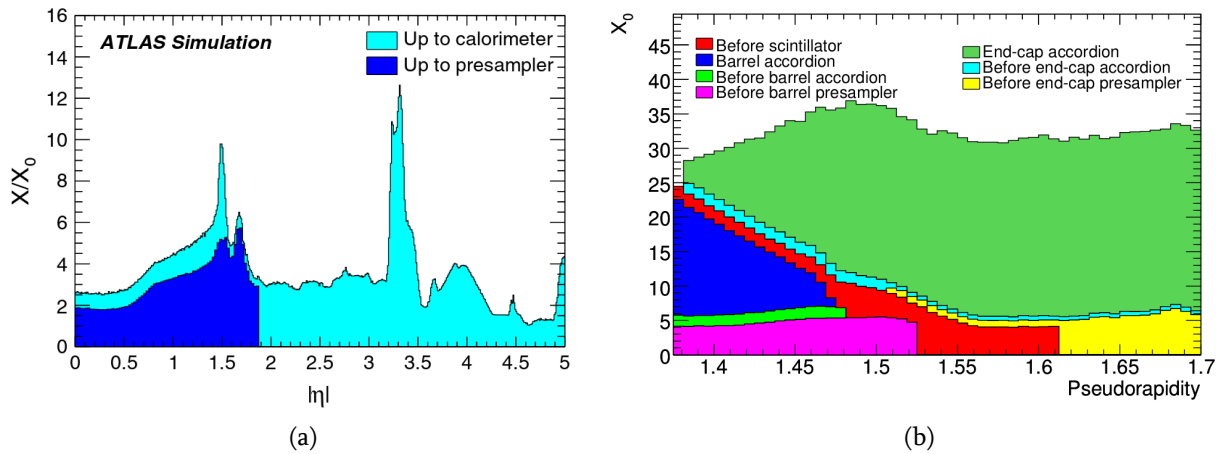 16
14
12
10
8
6
4
2
0
X/X0
ATLAS Simulation
Up to calorimeter
Up to presampler
0 0.5 1 1.5 2 2.5 3 3.5 4 4.5 5
|η|
(a)
X0
45
40
35
30
25
20
15
10
5
0
Before scintillator
Barrel accordion
Before barrel accordion
Before barrel presampler
End-cap accordion
Before end-cap accordion
Before end-cap presampler
1.4 1.45 1.5 1.55 1.6 1.65 1.7
Pseudorapidity
(b)